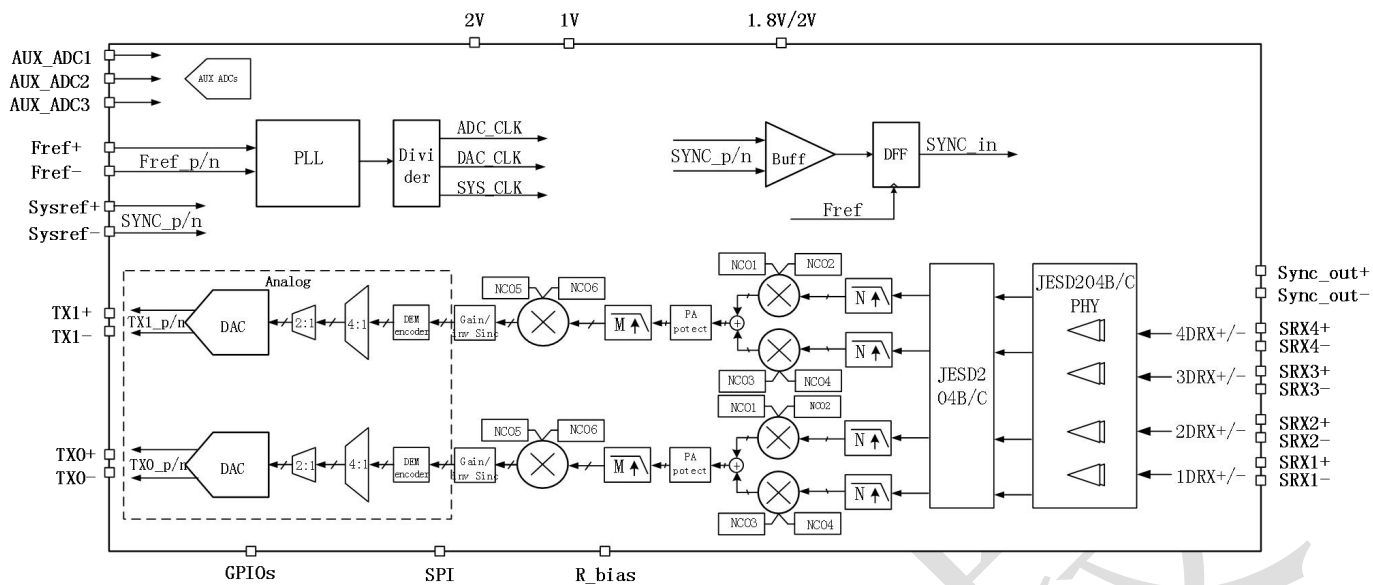 2V
1V
1.8V/2V
AUX_ADC1
AUX_ADC2
AUX_ADC3
AUX ADCs
Fref+
Fref-
Fref_p/n
PLL
Divi
der
ADC_CLK
DAC_CLK
SYS_CLK
SYNC_p/n
Buff
DFF
SYNC_in
Fref
Sysref+
Sysref-
SYNC_p/n
Analog
TX1+
TX1-
TX1_p/n
DAC
2:1
4:1
DEM
encoder
Gain/
inv Sinc
NCO5
NCO6
M
PA
potect
NCO1
NCO2
NCO3
NCO4
N
N
TX0+
TX0-
TX0_p/n
DAC
2:1
4:1
DEM
encoder
Gain/
inv Sinc
NCO5
NCO6
M
PA
potect
NCO1
NCO2
NCO3
NCO4
N
N
JESD2
04B/C
JESD204B/C
PHY
4DRX+/-
3DRX+/-
2DRX+/-
1DRX+/-
Sync_out+
Sync_out-
SRX4+
SRX4-
SRX3+
SRX3-
SRX2+
SRX2-
SRX1+
SRX1-
GPIOs
SPI
R_bias